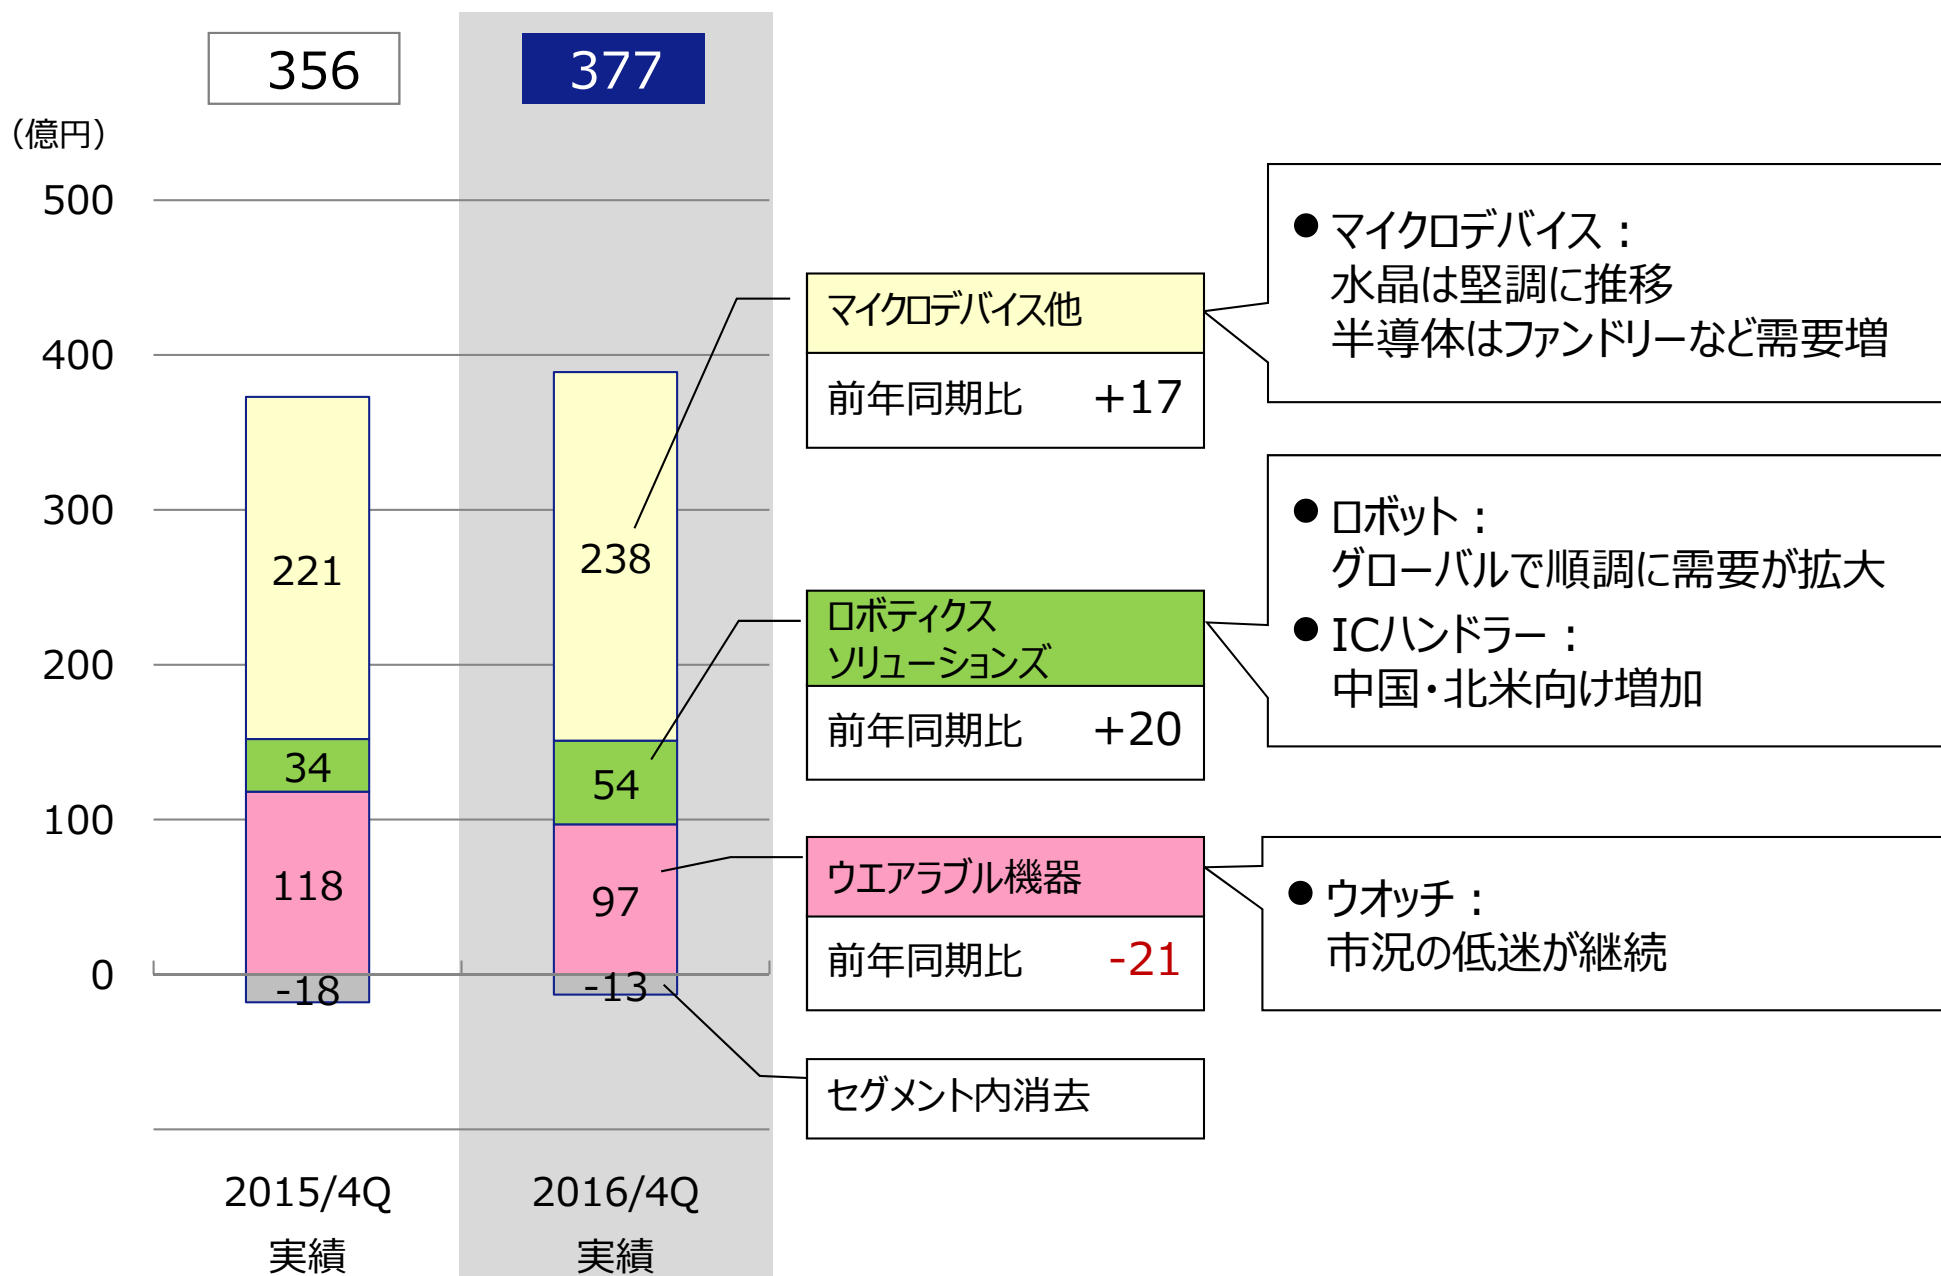 356
377
（億円）
500
400
300
200
100
0
221
34
118
-18
238
54
97
-13
2015/4Q
実績
2016/4Q
実績
マイクロデバイス他
前年同期比 +17
ロボティクス
ソリューションズ
前年同期比 +20
ウエアラブル機器
前年同期比 -21
セグメント内消去
● マイクロデバイス：
水晶は堅調に推移
半導体はファンドリーなど需要増
● ロボット：
グローバルで順調に需要が拡大
● ICハンドラー：
中国・北米向け増加
● ウオッチ：
市況の低迷が継続